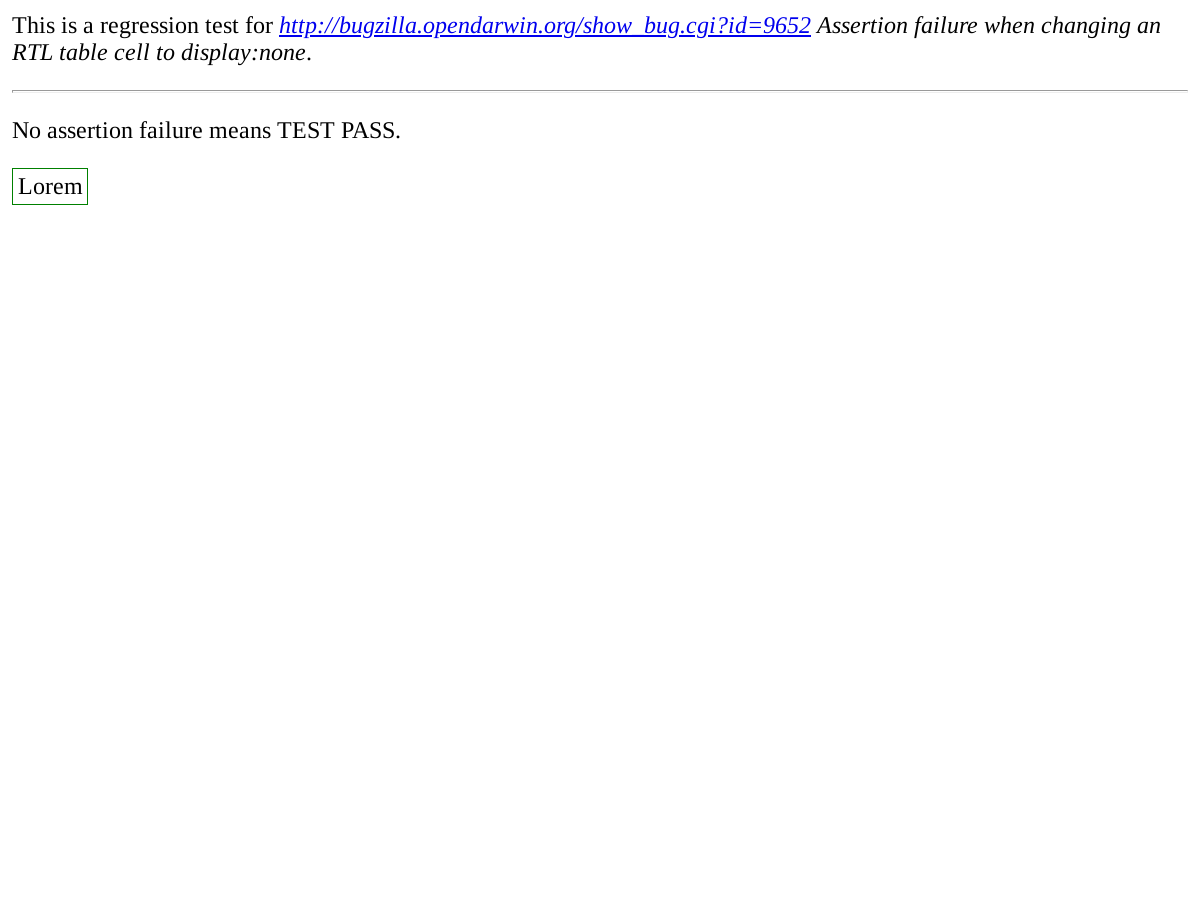 This is a regression test for http://bugzilla.opendarwin.org/show_bug.cgi?id=9652 Assertion failure when changing an
RTL table cell to display:none.
No assertion failure means TEST PASS.
Lorem